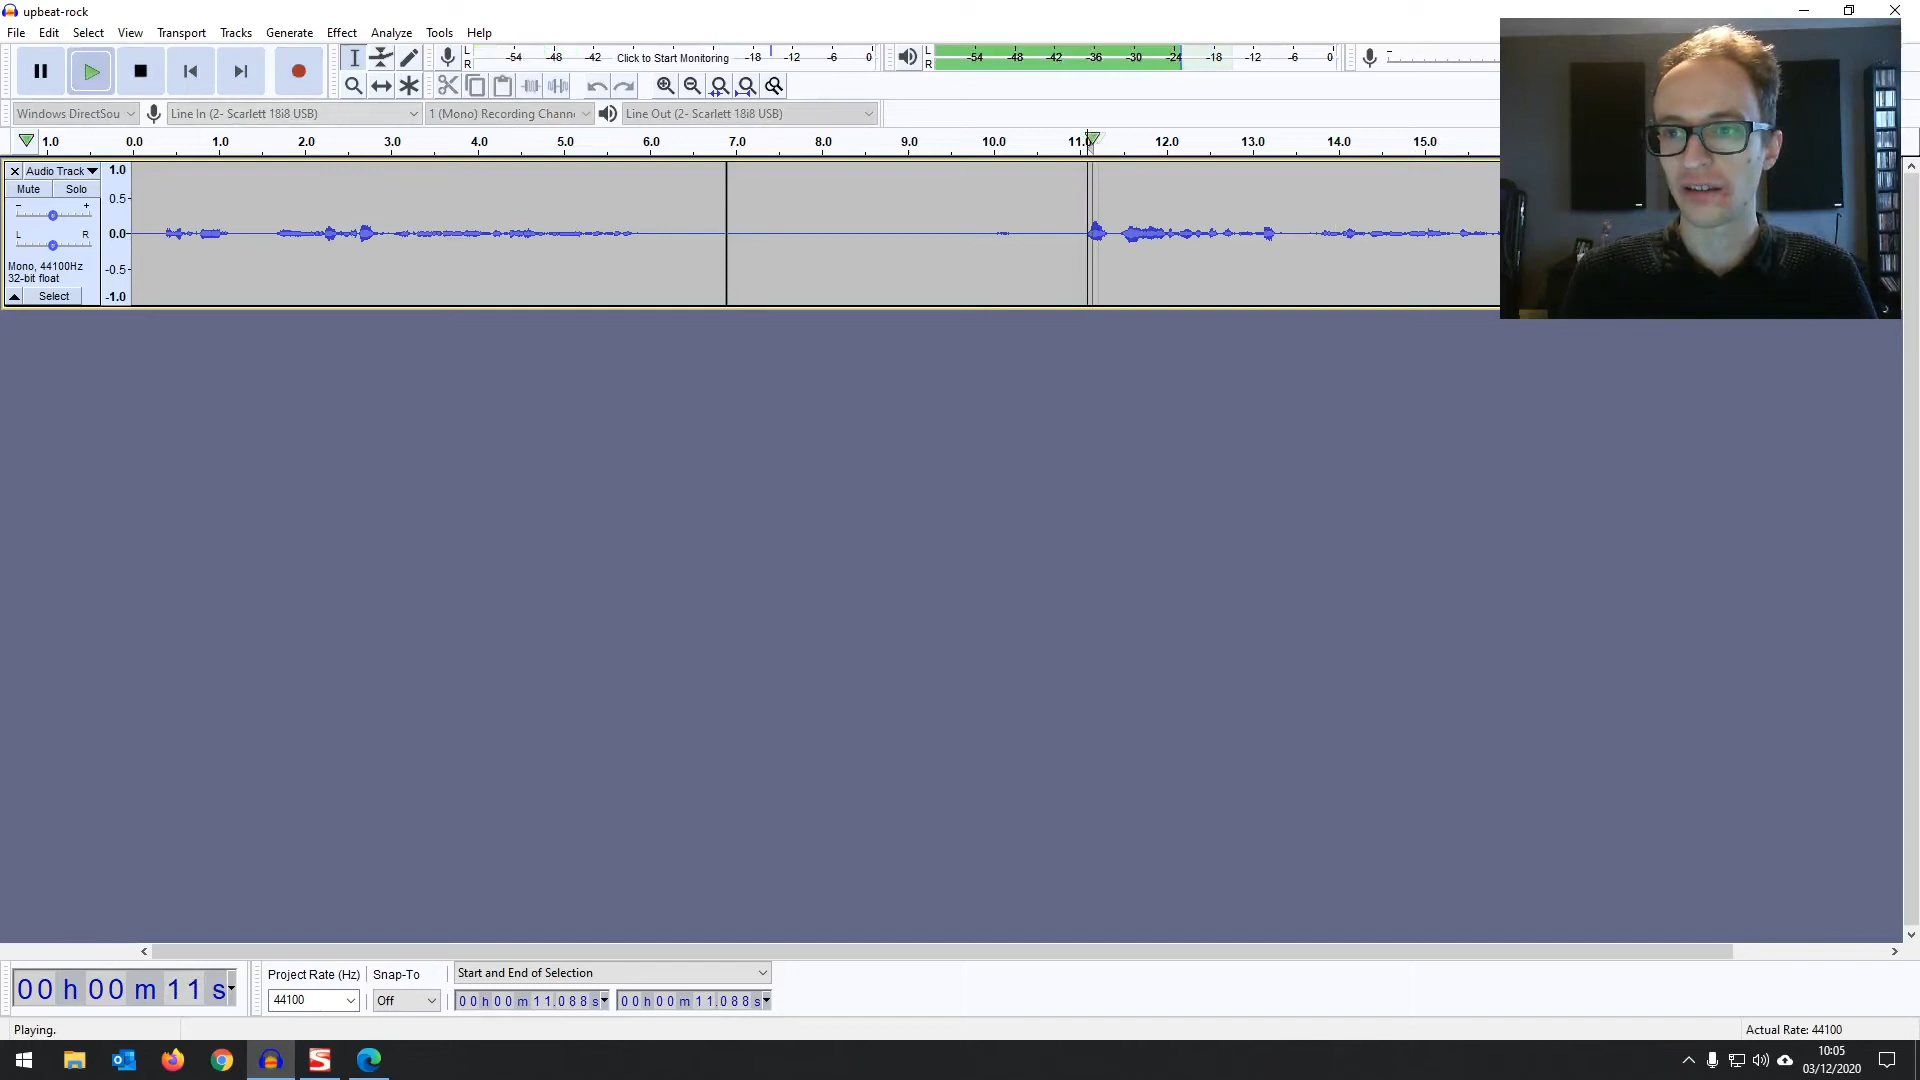 upbeat-rock
File Edit Select View Transport Tracks Generate Effect Analyze Tools Help
L R -54 -48 -42 Click to Start Monitoring -18 -12 -6 0
L R -54 -48 -42 -36 -30 -24 -18 -12 -6 0
Windows DirectSou Line In (2- Scarlett 18i8 USB) 1 (Mono) Recording Chann Line Out (2- Scarlett 18i8 USB)
1.0 0.0 1.0 2.0 3.0 4.0 5.0 6.0 7.0 8.0 9.0 10.0 11.0 12.0 13.0 14.0 15.0
Audio Track 1.0
Mute Solo
0.5
- +
L R 0.0
Mono, 44100Hz -0.5
32-bit float
Select -1.0
Project Rate (Hz) Snap-To Start and End of Selection
00 h 00 m 11 s 44100 Off 00 h 00 m 11.088 s 00 h 00 m 11.088 s
Playing. Actual Rate: 44100
10:05
03/12/2020